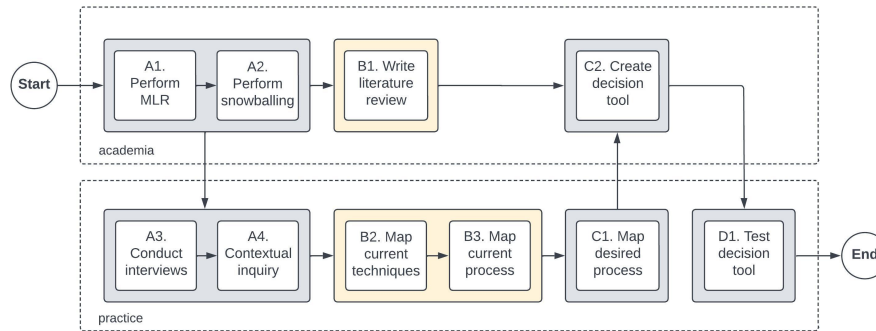 Start
A1.
Perform
MLR
A2.
Perform
snowballing
B1. Write
literature
review
C2. Create
decision
tool
academia
A3.
Conduct
interviews
A4.
Contextual
inquiry
B2. Map
current
techniques
B3. Map
current
process
C1. Map
desired
process
D1. Test
decision
tool
End
practice